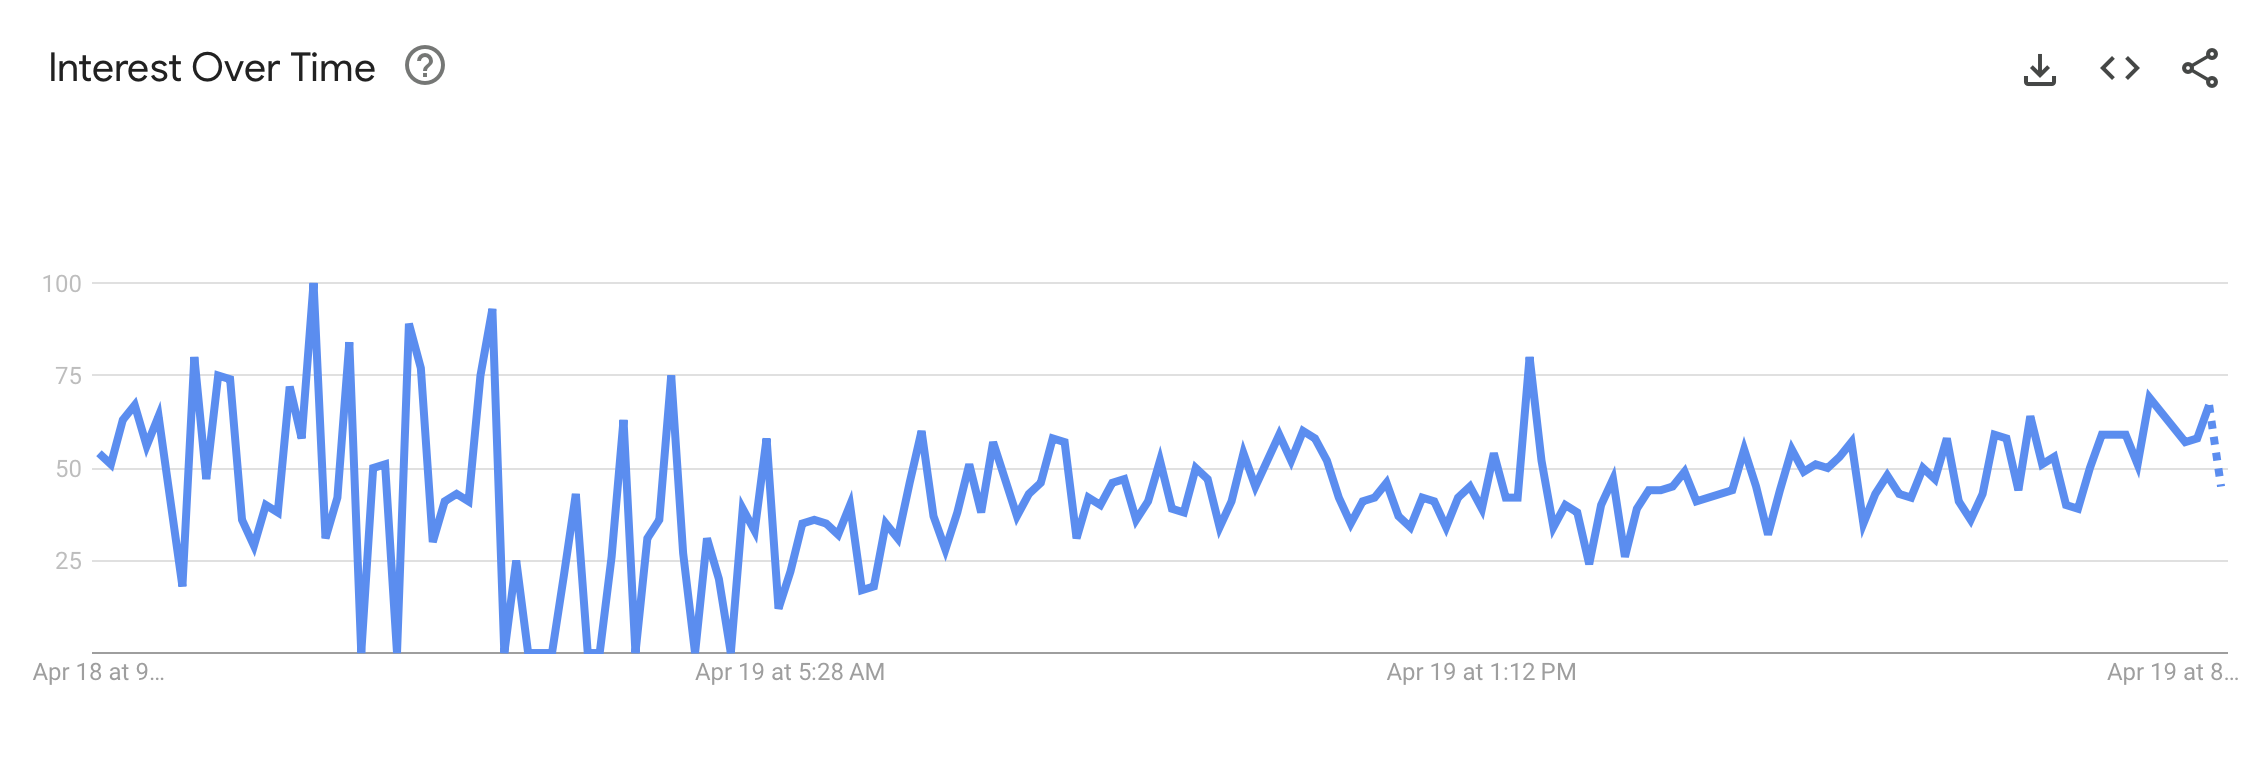 Interest Over Time ?
100
75
50
25
Apr 18 at 9...
Apr 19 at 5:28 AM
Apr 19 at 1:12 PM
Apr 19 at 8...